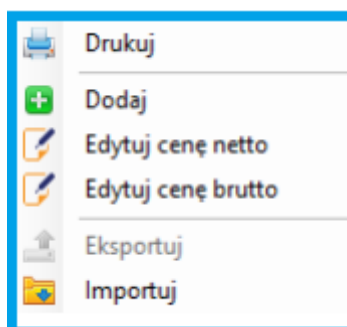 Drukuj
Dodaj
Edytuj cenę netto
Edytuj cenę brutto
Eksportuj
Importuj